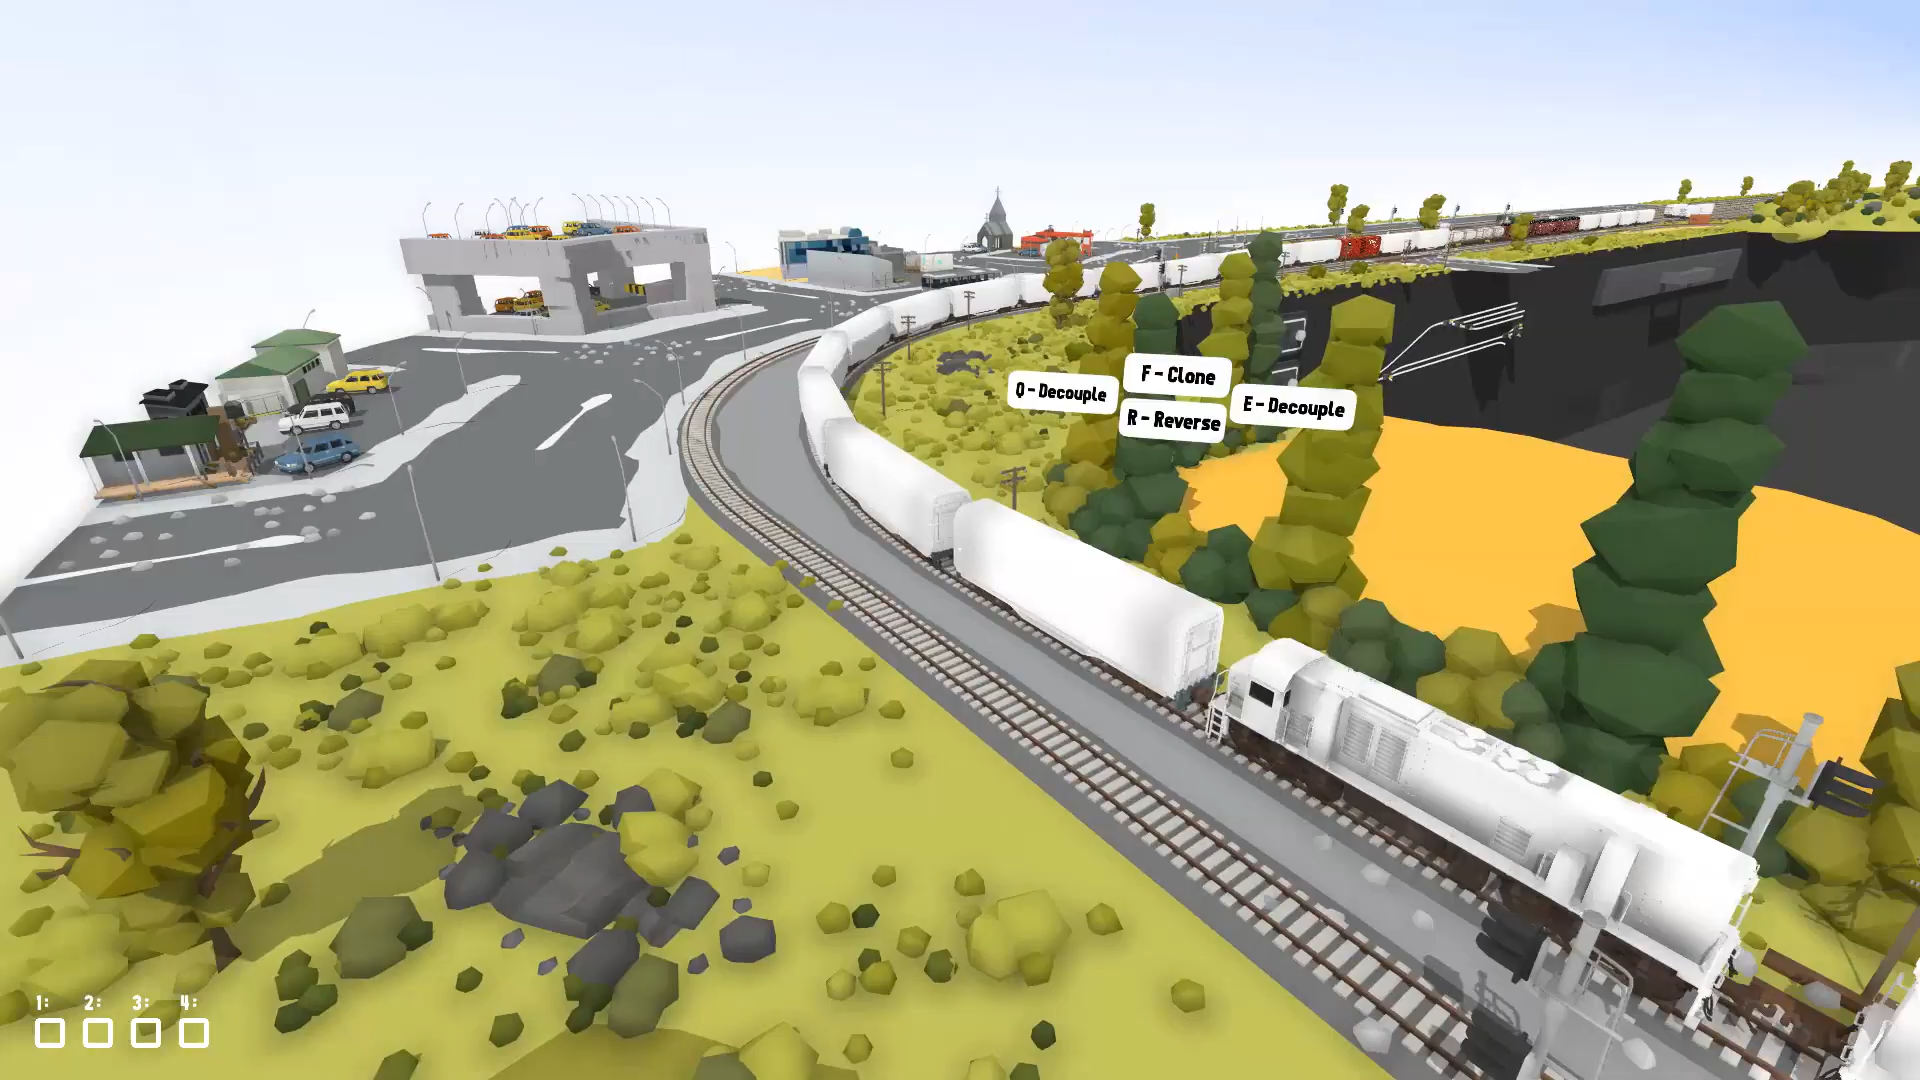 F - Clone
Q - Decouple
E - Decouple
R - Reverse
1: 2: 3: 4: